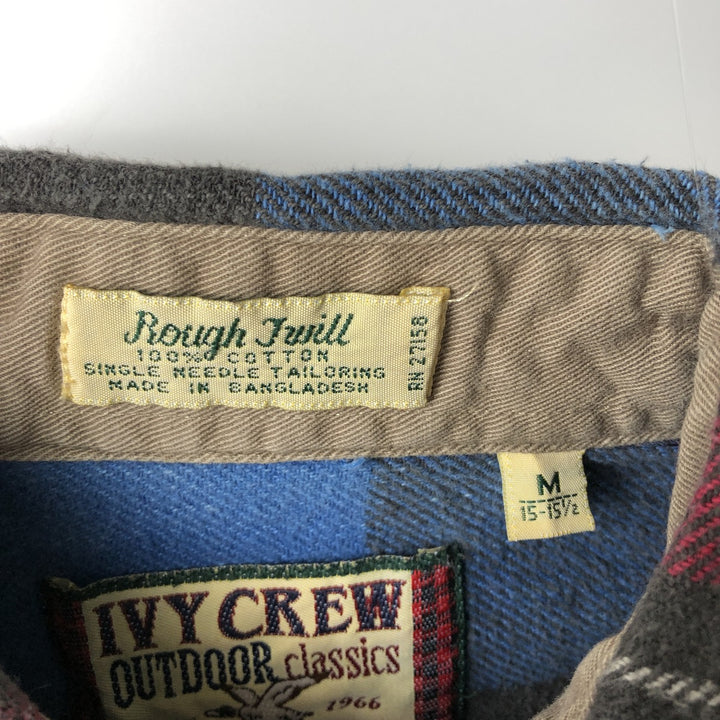 Rough Twill
100% COTTON
SINGLE NEEDLE TAILORING
MADE IN BANGLADESH
RN 27158
M
15-15½
IVY CREW
OUTDOOR classics
1966